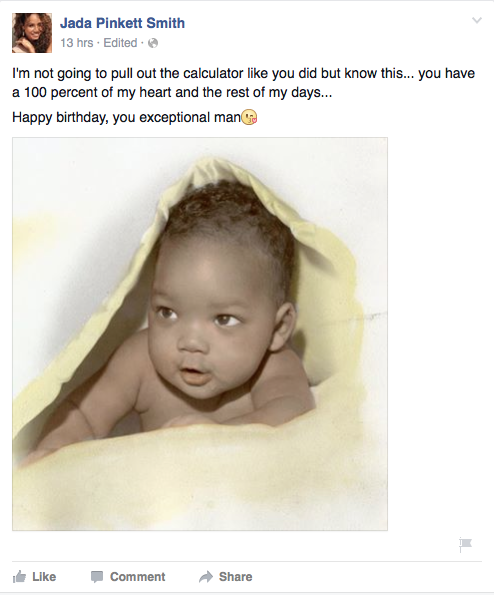 Jada Pinkett Smith
13 hrs · Edited ·
I'm not going to pull out the calculator like you did but know this... you have
a 100 percent of my heart and the rest of my days...
Happy birthday, you exceptional man😘
Like Comment Share